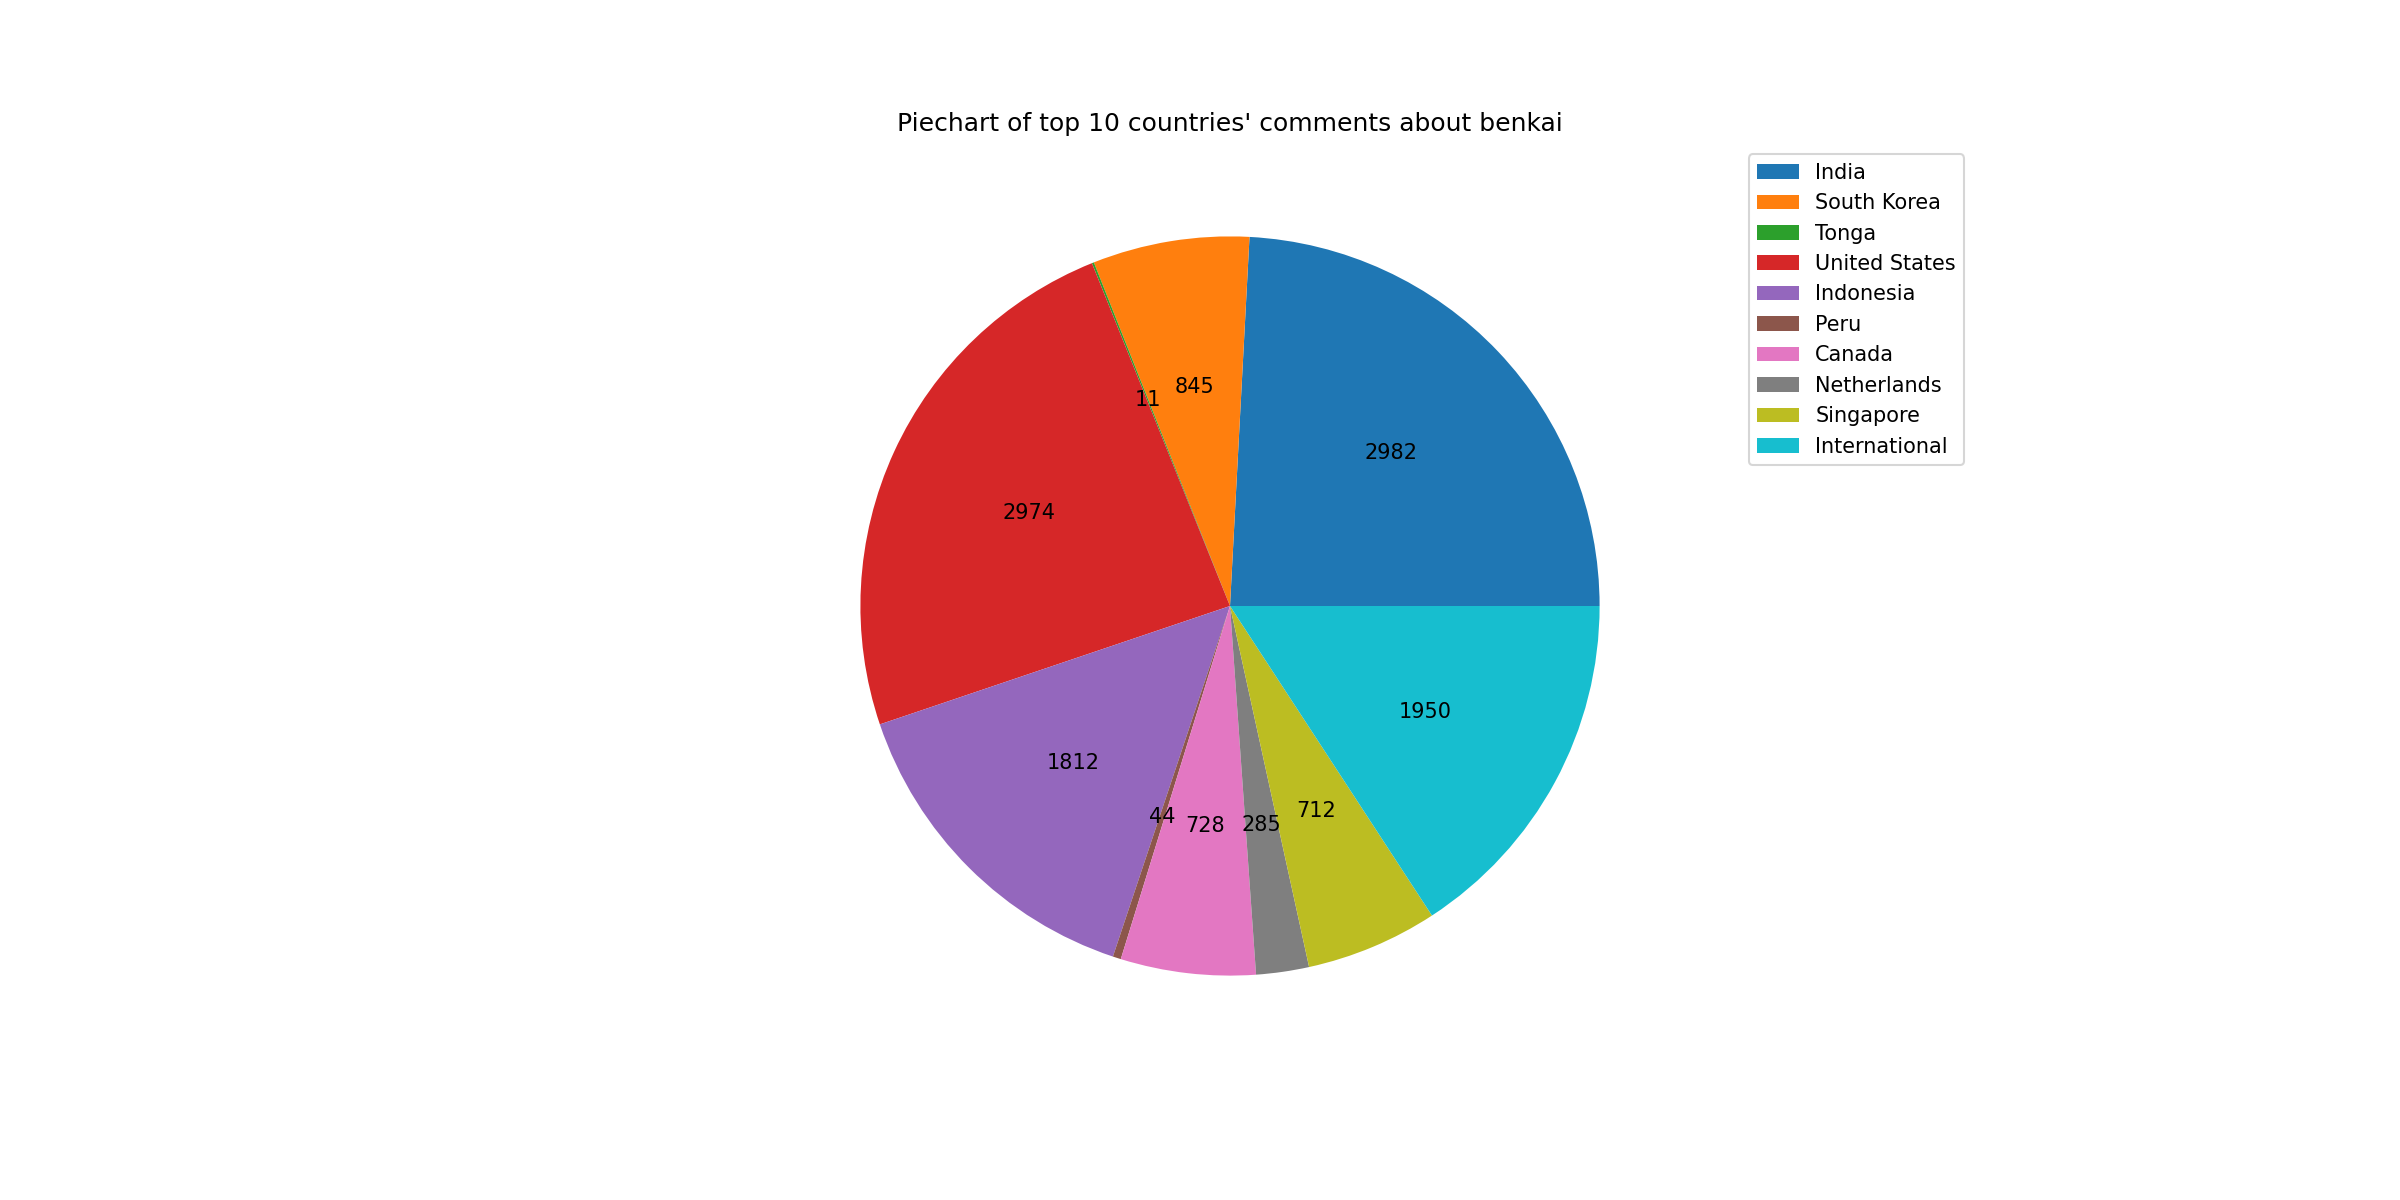 Piechart of top 10 countries' comments about benkai
India
South Korea
Tonga
United States
Indonesia
Peru
Canada
Netherlands
Singapore
International
845
11
2982
2974
1950
1812
44
728
285
712